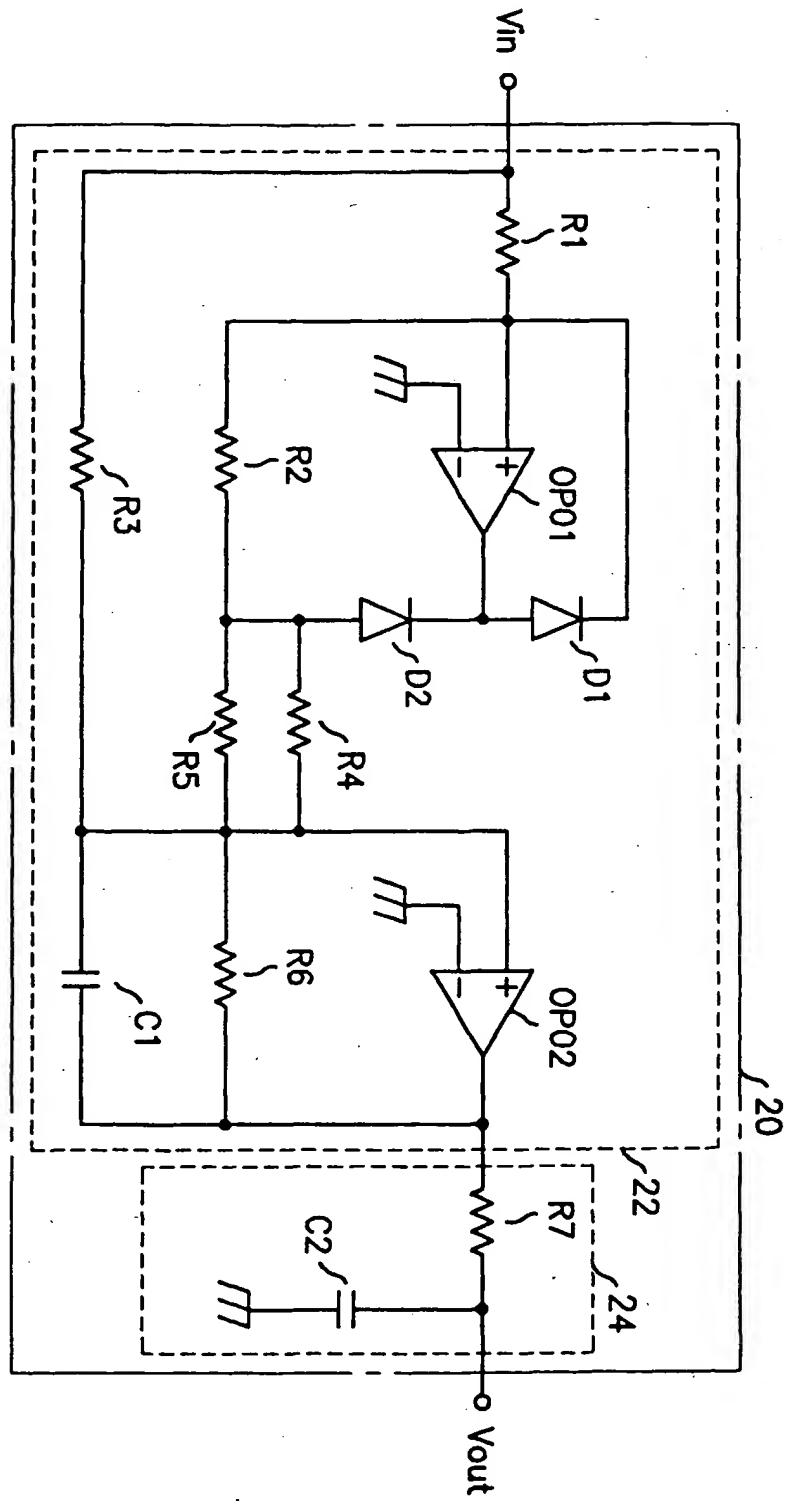 20
22
24
Vin
R1
D1
OP01
+
−
R2
D2
R4
R5
R3
OP02
+
−
R6
C1
R7
C2
Vout